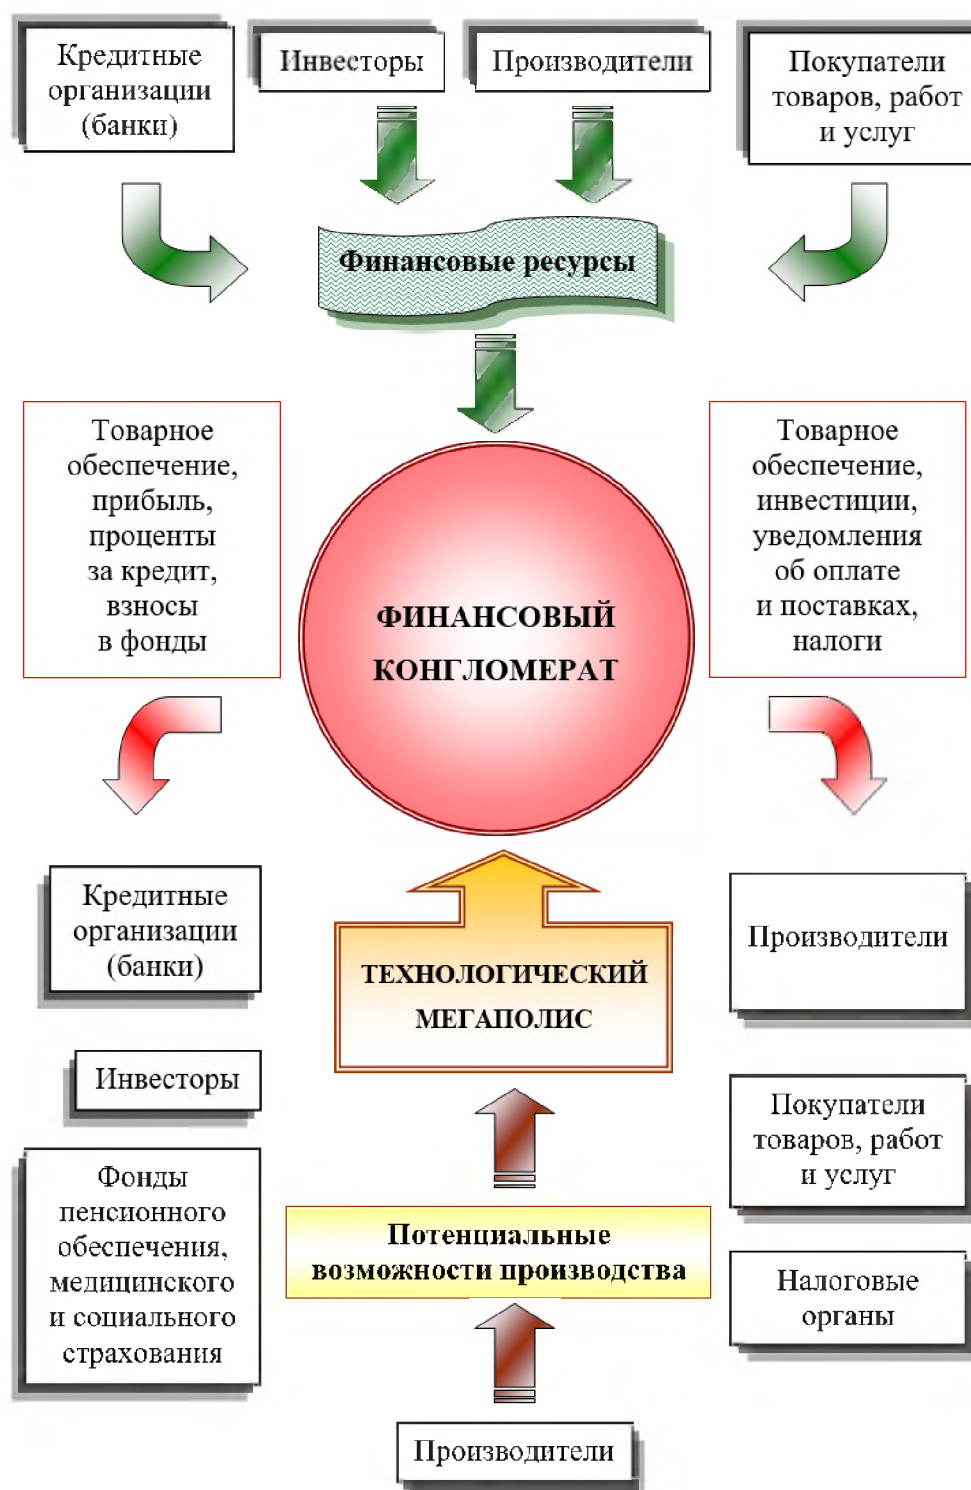 Кредитные
организации
(банки)
Инвесторы
Производители
Покупатели
товаров, работ
и услуг
Финансовые ресурсы
Товарное
обеспечение,
прибыль,
проценты
за кредит,
взносы
в фонды
ФИНАНСОВЫЙ
КОНГЛОМЕРАТ
Товарное
обеспечение,
инвестиции,
уведомления
об оплате
и поставках,
налоги
Кредитные
организации
(банки)
Инвесторы
Фонды
пенсионного
обеспечения,
медицинского
и социального
страхования
ТЕХНОЛОГИЧЕСКИЙ
МЕГАПОЛИС
Потенциальные
возможности производства
Производители
Производители
Покупатели
товаров, работ
и услуг
Налоговые
органы